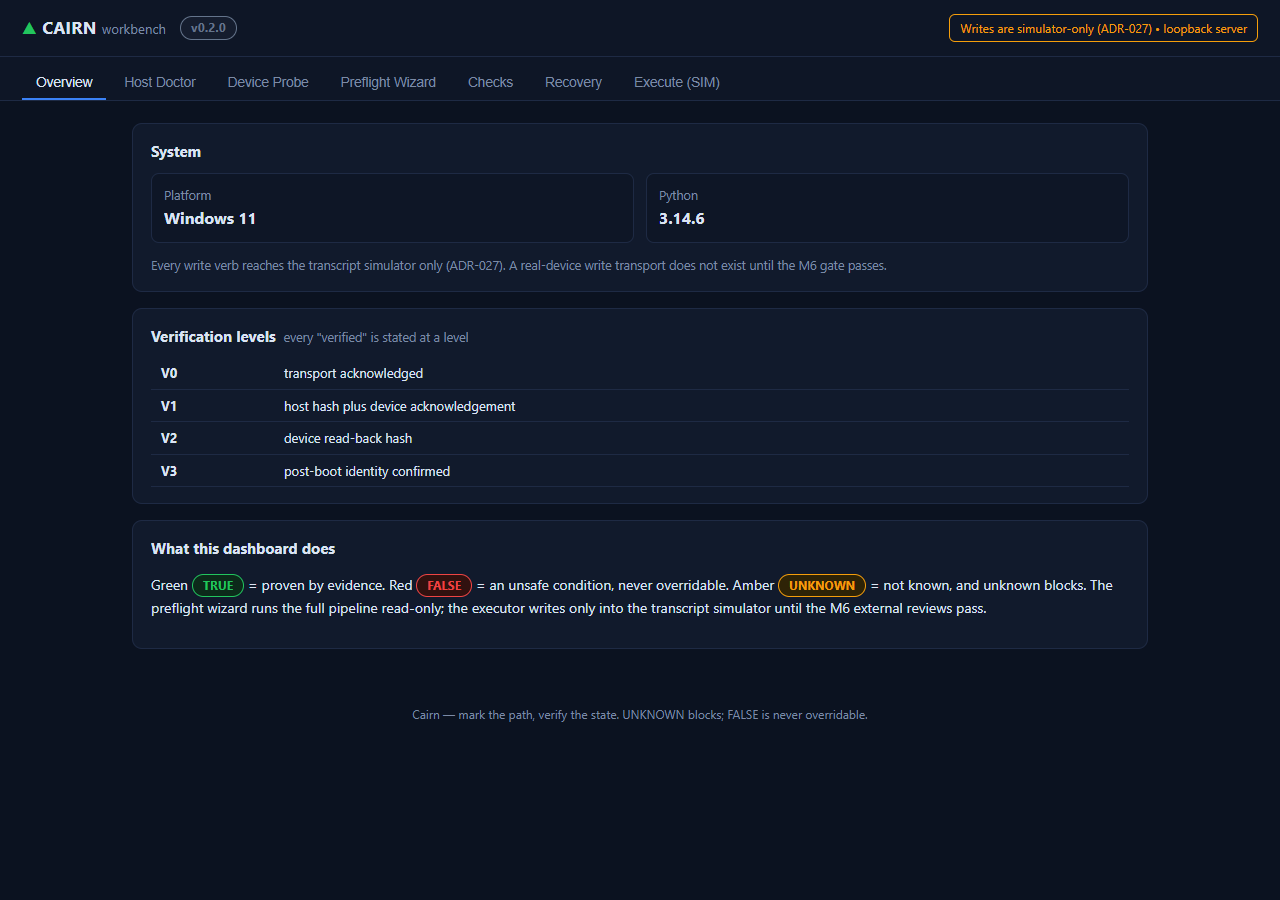 ▲ CAIRN workbench v0.2.0
Writes are simulator-only (ADR-027) • loopback server
Overview Host Doctor Device Probe Preflight Wizard Checks Recovery Execute (SIM)
System
Platform
Windows 11
Python
3.14.6
Every write verb reaches the transcript simulator only (ADR-027). A real-device write transport does not exist until the M6 gate passes.
Verification levels every "verified" is stated at a level
V0 transport acknowledged
V1 host hash plus device acknowledgement
V2 device read-back hash
V3 post-boot identity confirmed
What this dashboard does
Green TRUE = proven by evidence. Red FALSE = an unsafe condition, never overridable. Amber UNKNOWN = not known, and unknown blocks. The
preflight wizard runs the full pipeline read-only; the executor writes only into the transcript simulator until the M6 external reviews pass.
Cairn — mark the path, verify the state. UNKNOWN blocks; FALSE is never overridable.